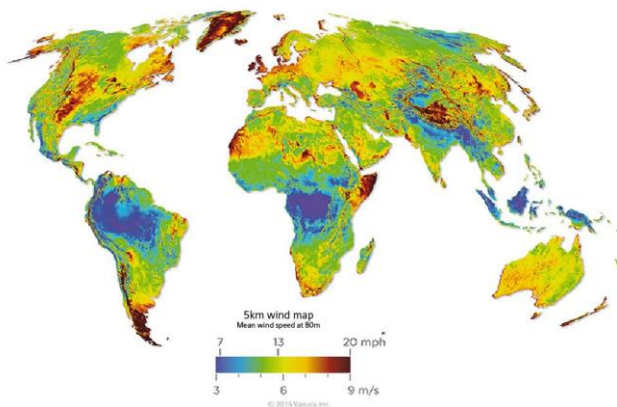 5km wind map
Mean wind speed at 80m
7 13 20 mph
3 6 9 m/s
© 2015 Vaisala Inc.